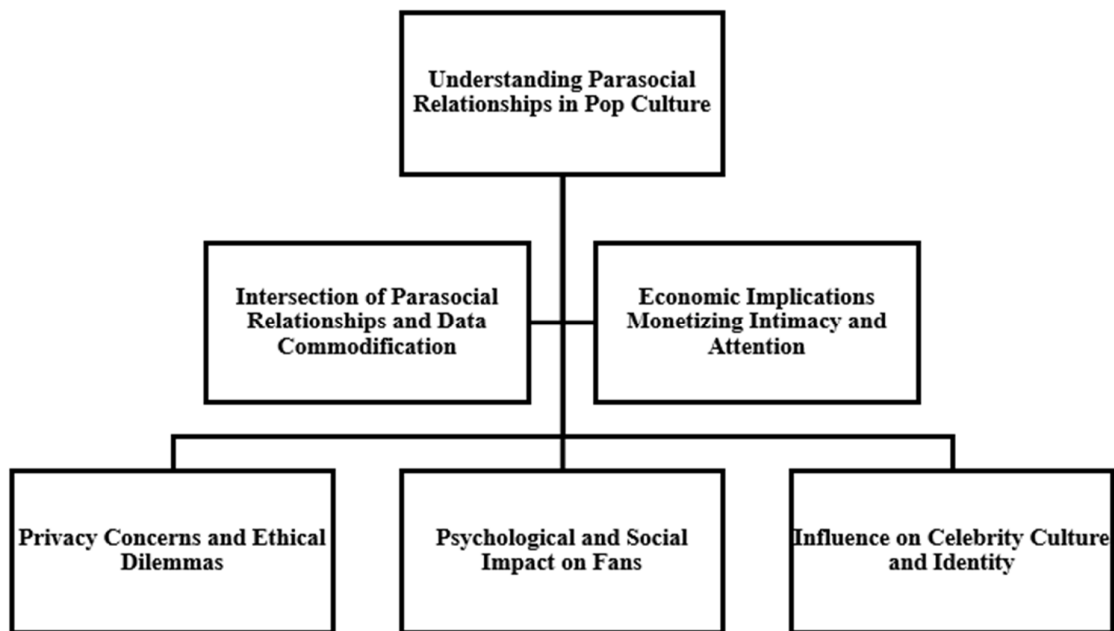 Understanding Parasocial
Relationships in Pop Culture
Intersection of Parasocial
Relationships and Data
Commodification
Economic Implications
Monetizing Intimacy and
Attention
Privacy Concerns and Ethical
Dilemmas
Psychological and Social
Impact on Fans
Influence on Celebrity Culture
and Identity